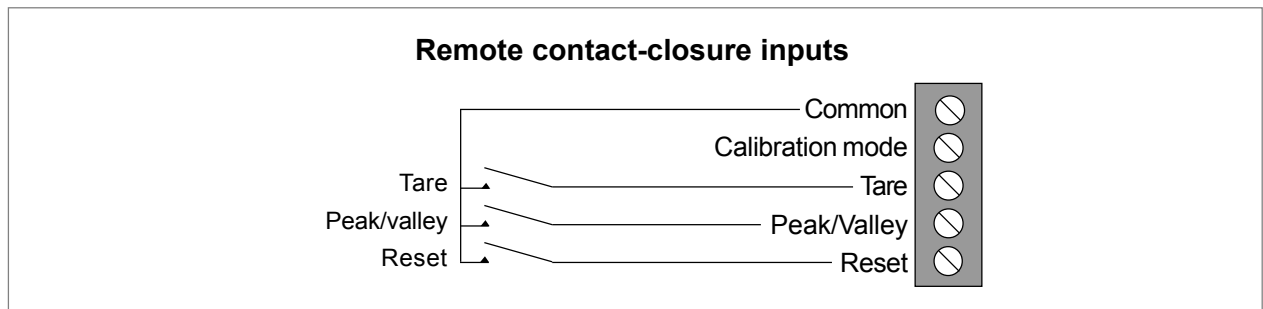 Remote contact-closure inputs
Common
Calibration mode
Tare Tare
Peak/valley Peak/Valley
Reset Reset